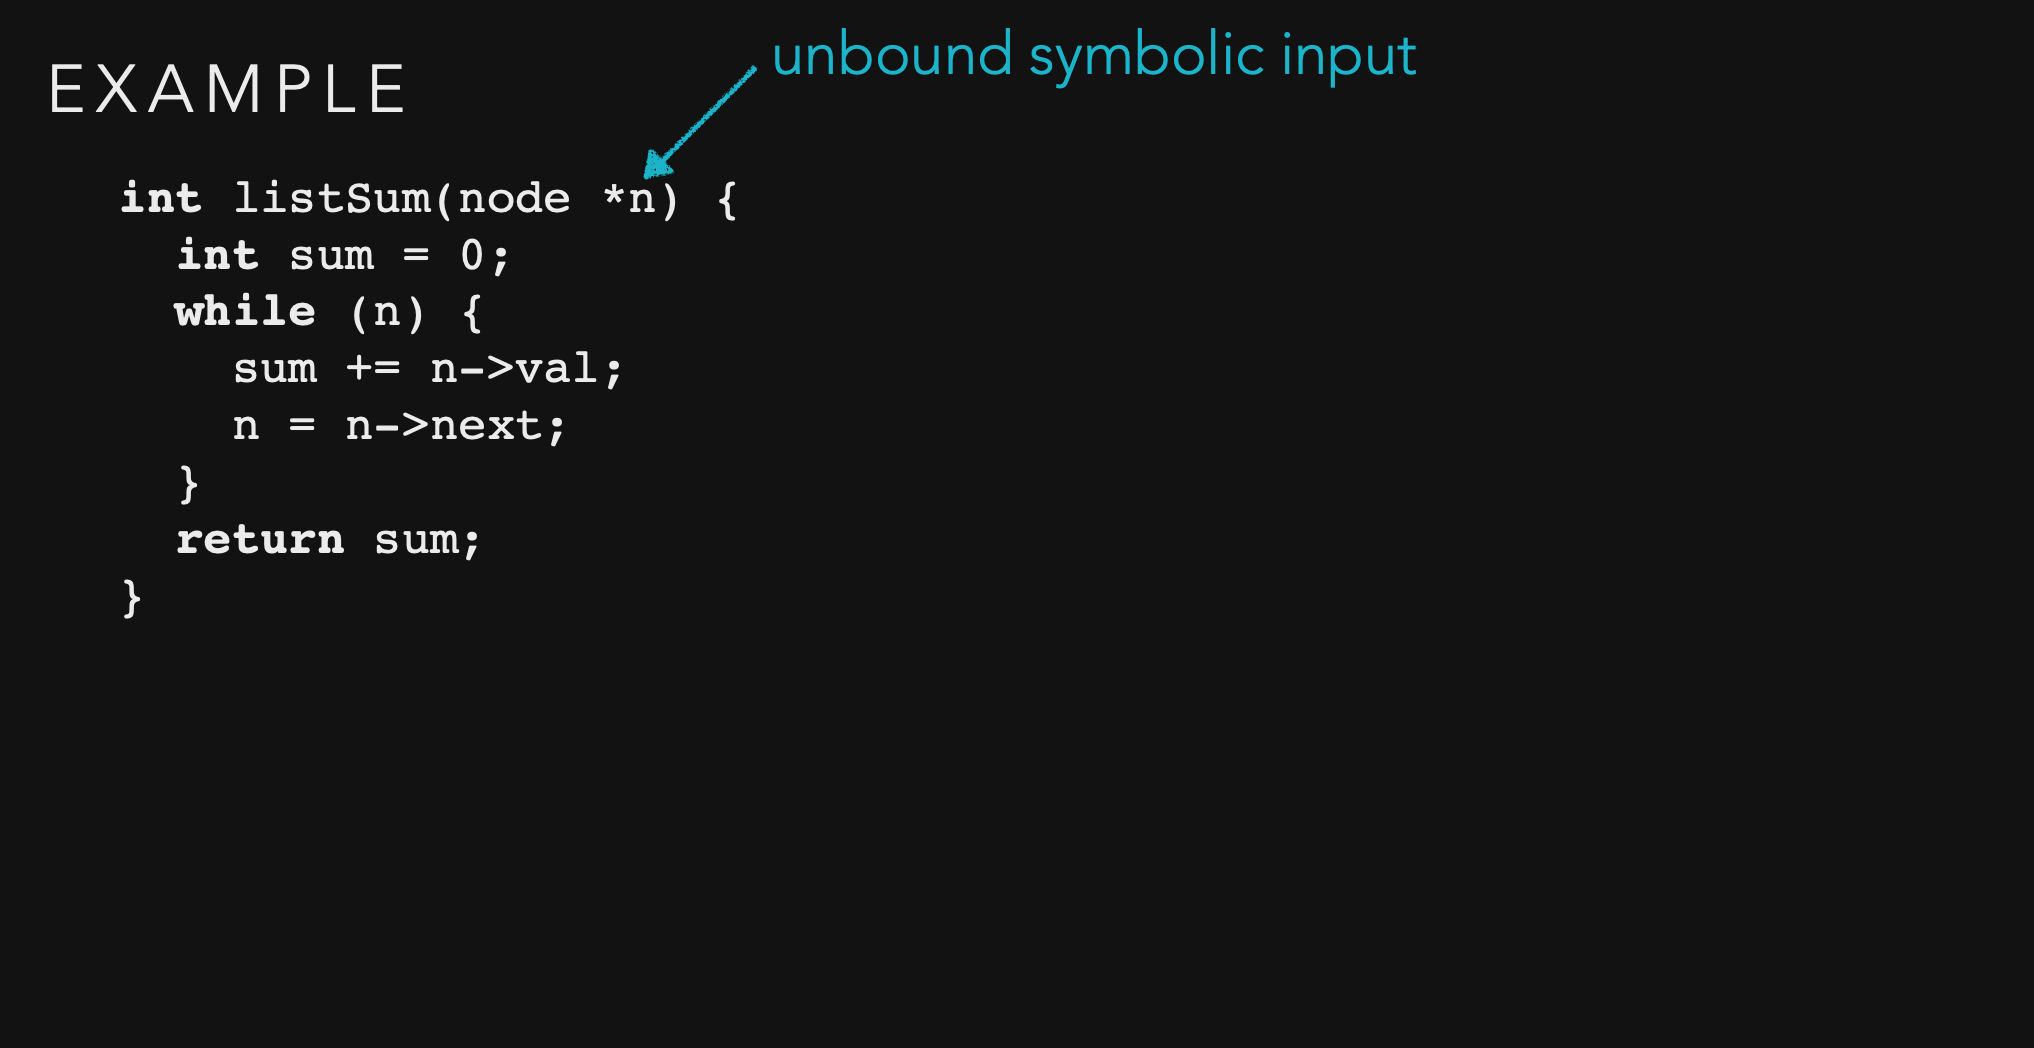 unbound symbolic input
EXAMPLE
int listSum(node *n) {
int sum = 0;
while (n) {
sum += n->val;
n = n->next;
}
return sum;
}